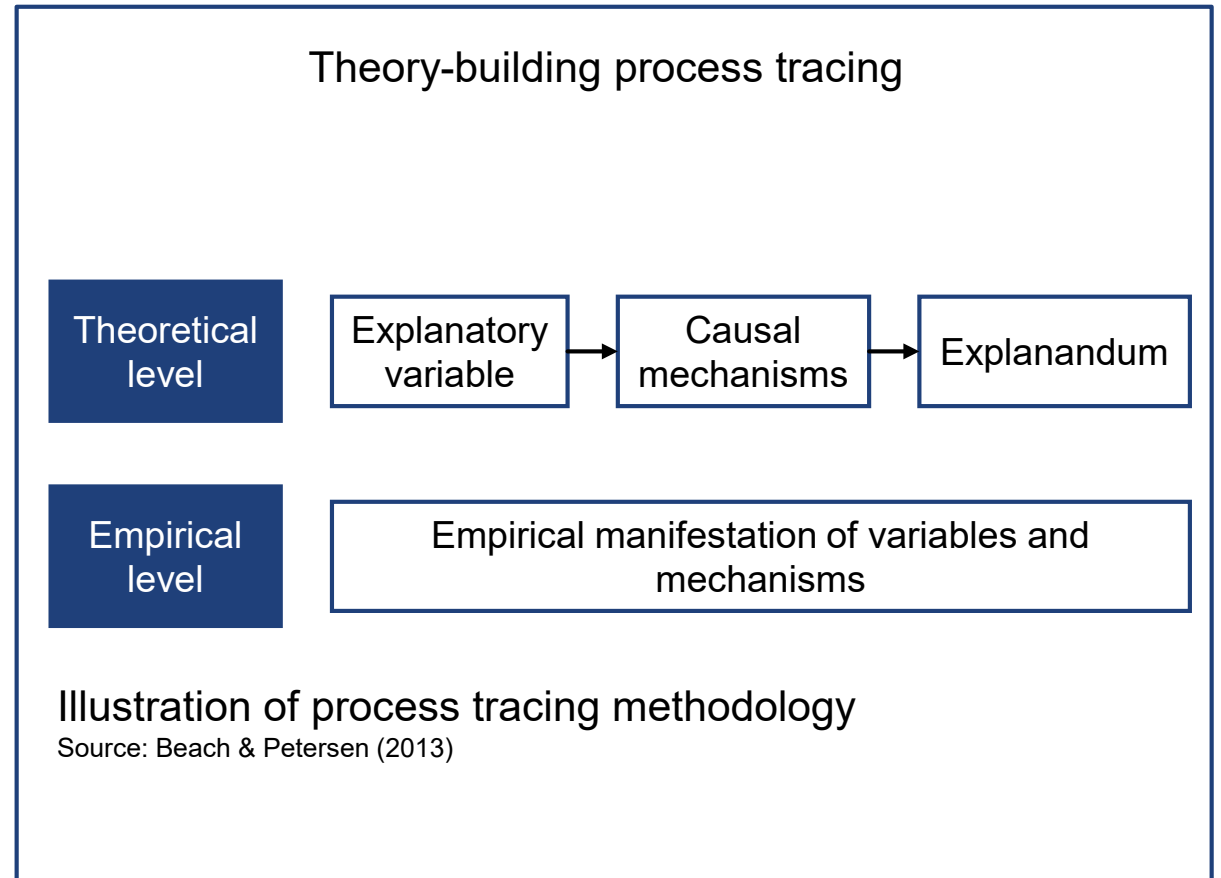 Theory-building process tracing
Theoretical
level
Explanatory
variable
Causal
mechanisms
Explanandum
Empirical
level
Empirical manifestation of variables and
mechanisms
Illustration of process tracing methodology
Source: Beach & Petersen (2013)